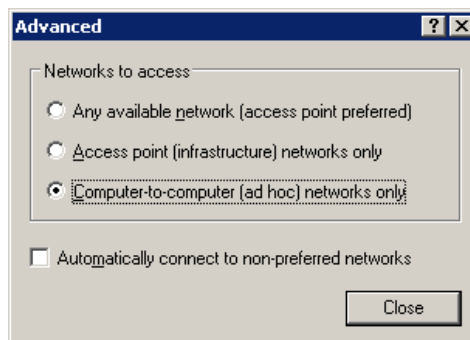 Advanced
Networks to access
Any available network (access point preferred)
Access point (infrastructure) networks only
Computer-to-computer (ad hoc) networks only
Automatically connect to non-preferred networks
Close